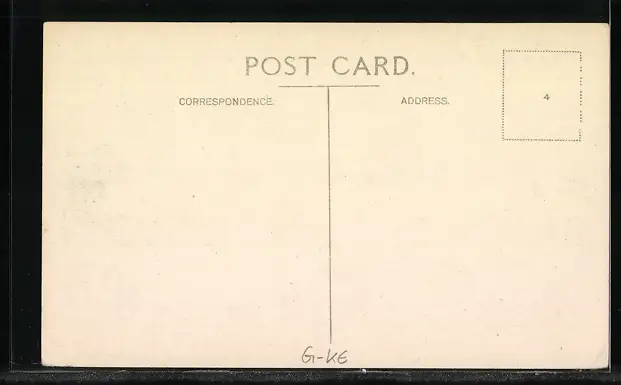 POST CARD.
CORRESPONDENCE.
ADDRESS.
4
G-KE